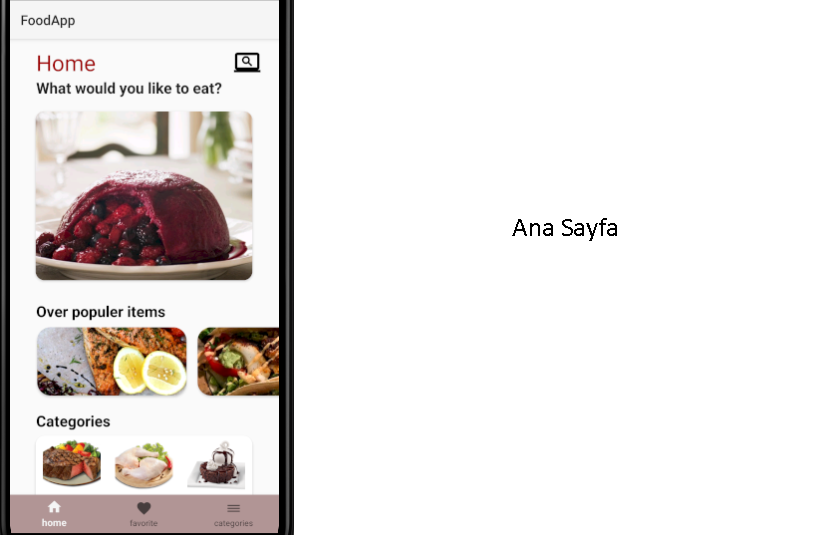 FoodApp
Home
What would you like to eat?
Over populer items
Categories
home
favorite
categories
Ana Sayfa